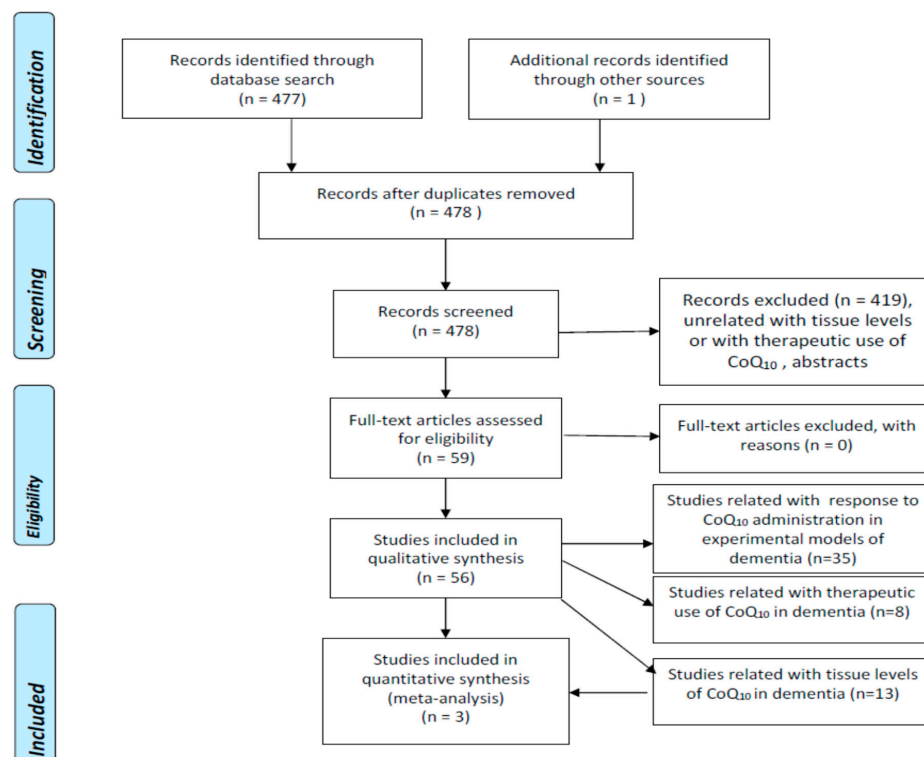 Identification
Records identified through
database search
(n = 477)
Additional records identified
through other sources
(n = 1 )
Records after duplicates removed
(n = 478 )
Screening
Records screened
(n = 478)
Records excluded (n = 419),
unrelated with tissue levels
or with therapeutic use of
CoQ₁₀ , abstracts
Eligibility
Full-text articles assessed
for eligibility
(n = 59)
Full-text articles excluded, with
reasons (n = 0)
Studies included in
qualitative synthesis
(n = 56)
Studies related with response to
CoQ₁₀ administration in
experimental models of
dementia (n=35)
Studies related with therapeutic
use of CoQ₁₀ in dementia (n=8)
Included
Studies included in
quantitative synthesis
(meta-analysis)
(n = 3)
Studies related with tissue levels
of CoQ₁₀ in dementia (n=13)